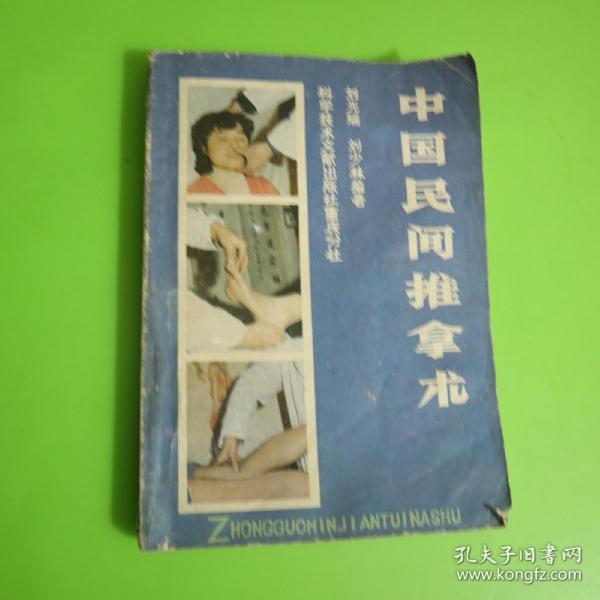 中国民间推拿术
刘光瑞 刘少林编著
科学技术文献出版社重庆分社
ZHONGGUOMINJIANTUINASHU
孔夫子旧书网
www.kongfz.com